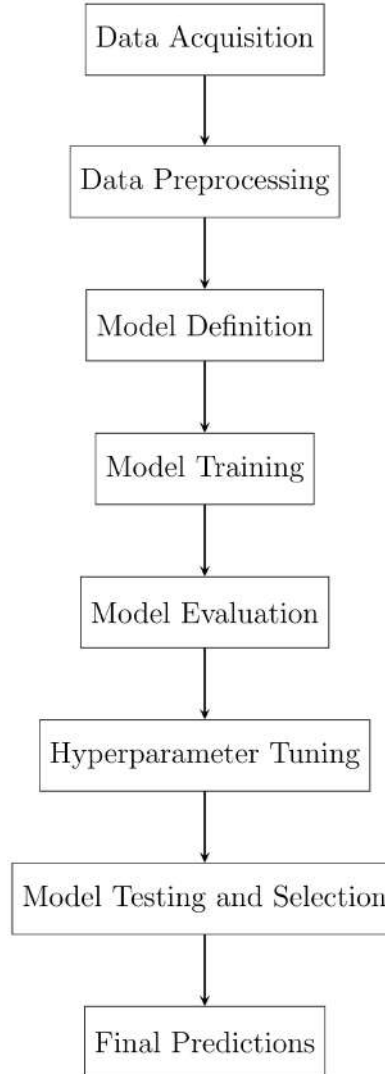 Data Acquisition
Data Preprocessing
Model Definition
Model Training
Model Evaluation
Hyperparameter Tuning
Model Testing and Selection
Final Predictions